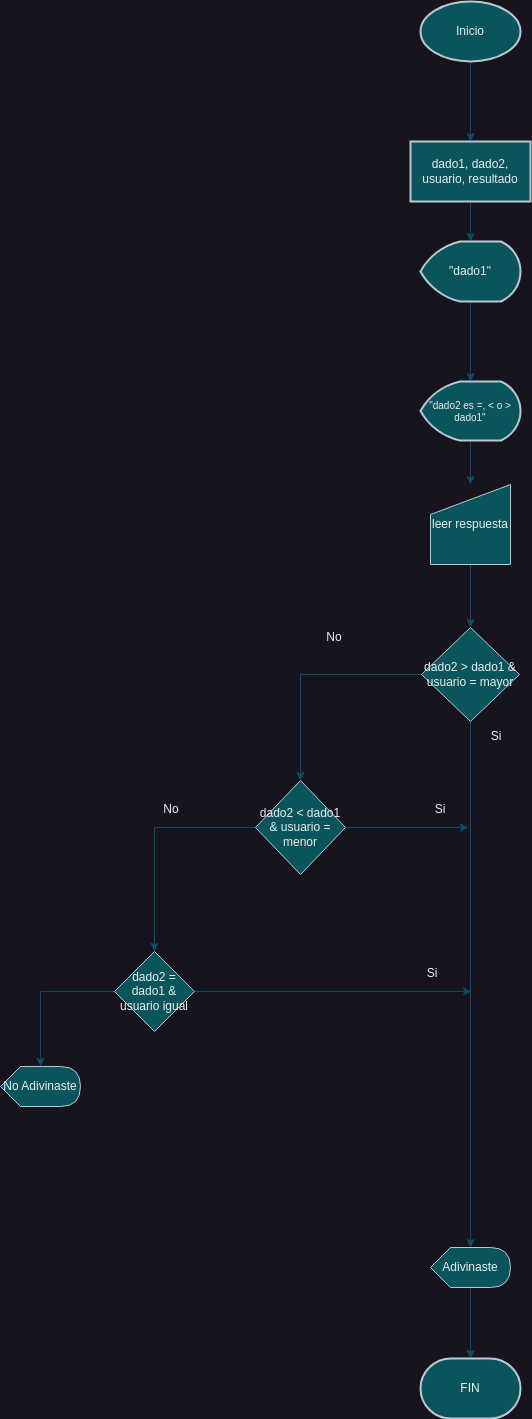 Inicio
dado1, dado2,
usuario, resultado
"dado1"
"dado2 es =, < o >
dado1"
leer respuesta
No
dado2 > dado1 &
usuario = mayor
Si
No
dado2 < dado1
& usuario =
menor
Si
dado2 =
dado1 &
usuario igual
Si
No Adivinaste
Adivinaste
FIN